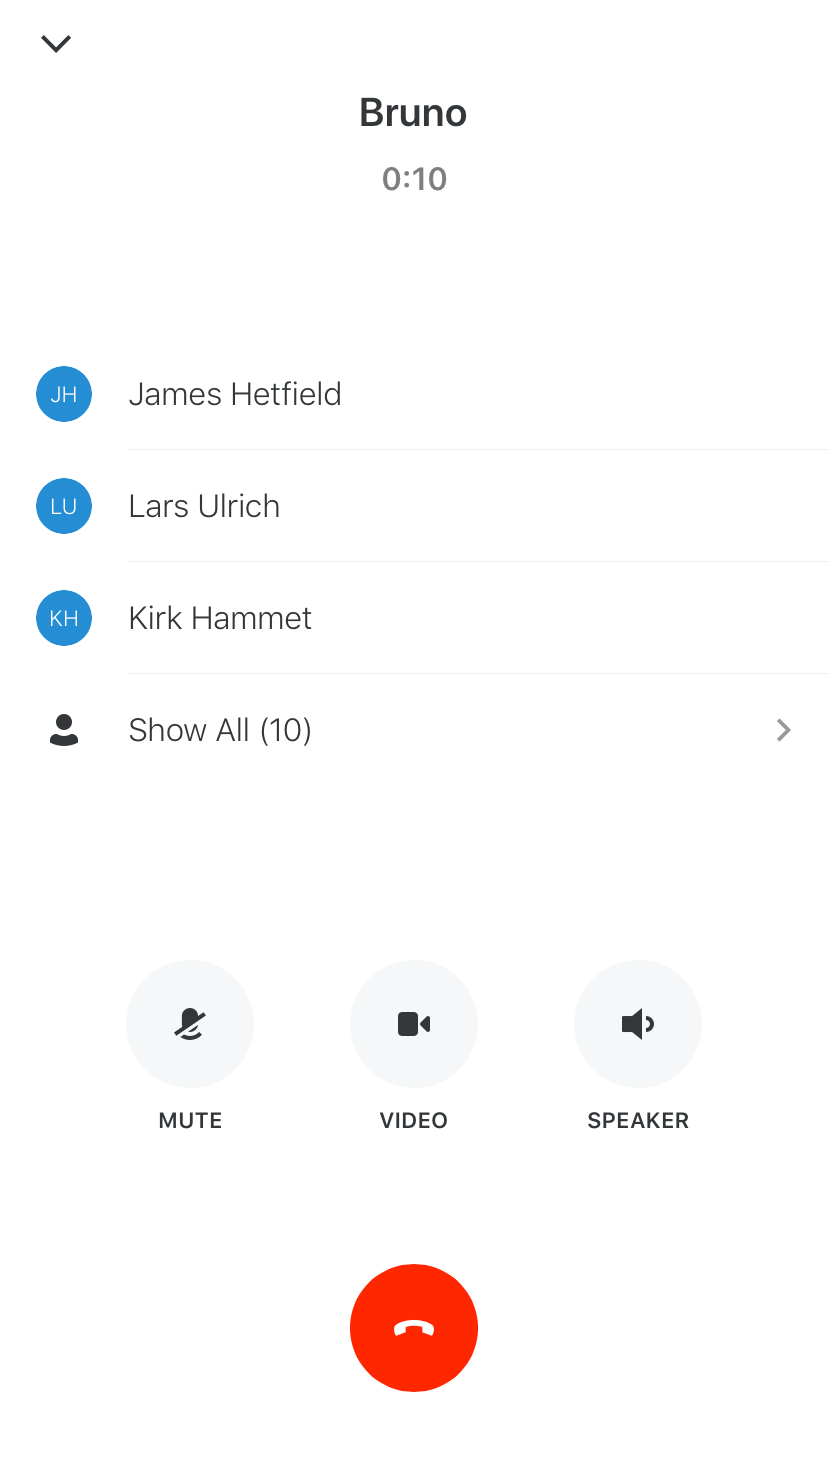 Bruno
0:10
JH James Hetfield
LU Lars Ulrich
KH Kirk Hammet
Show All (10)
MUTE VIDEO SPEAKER